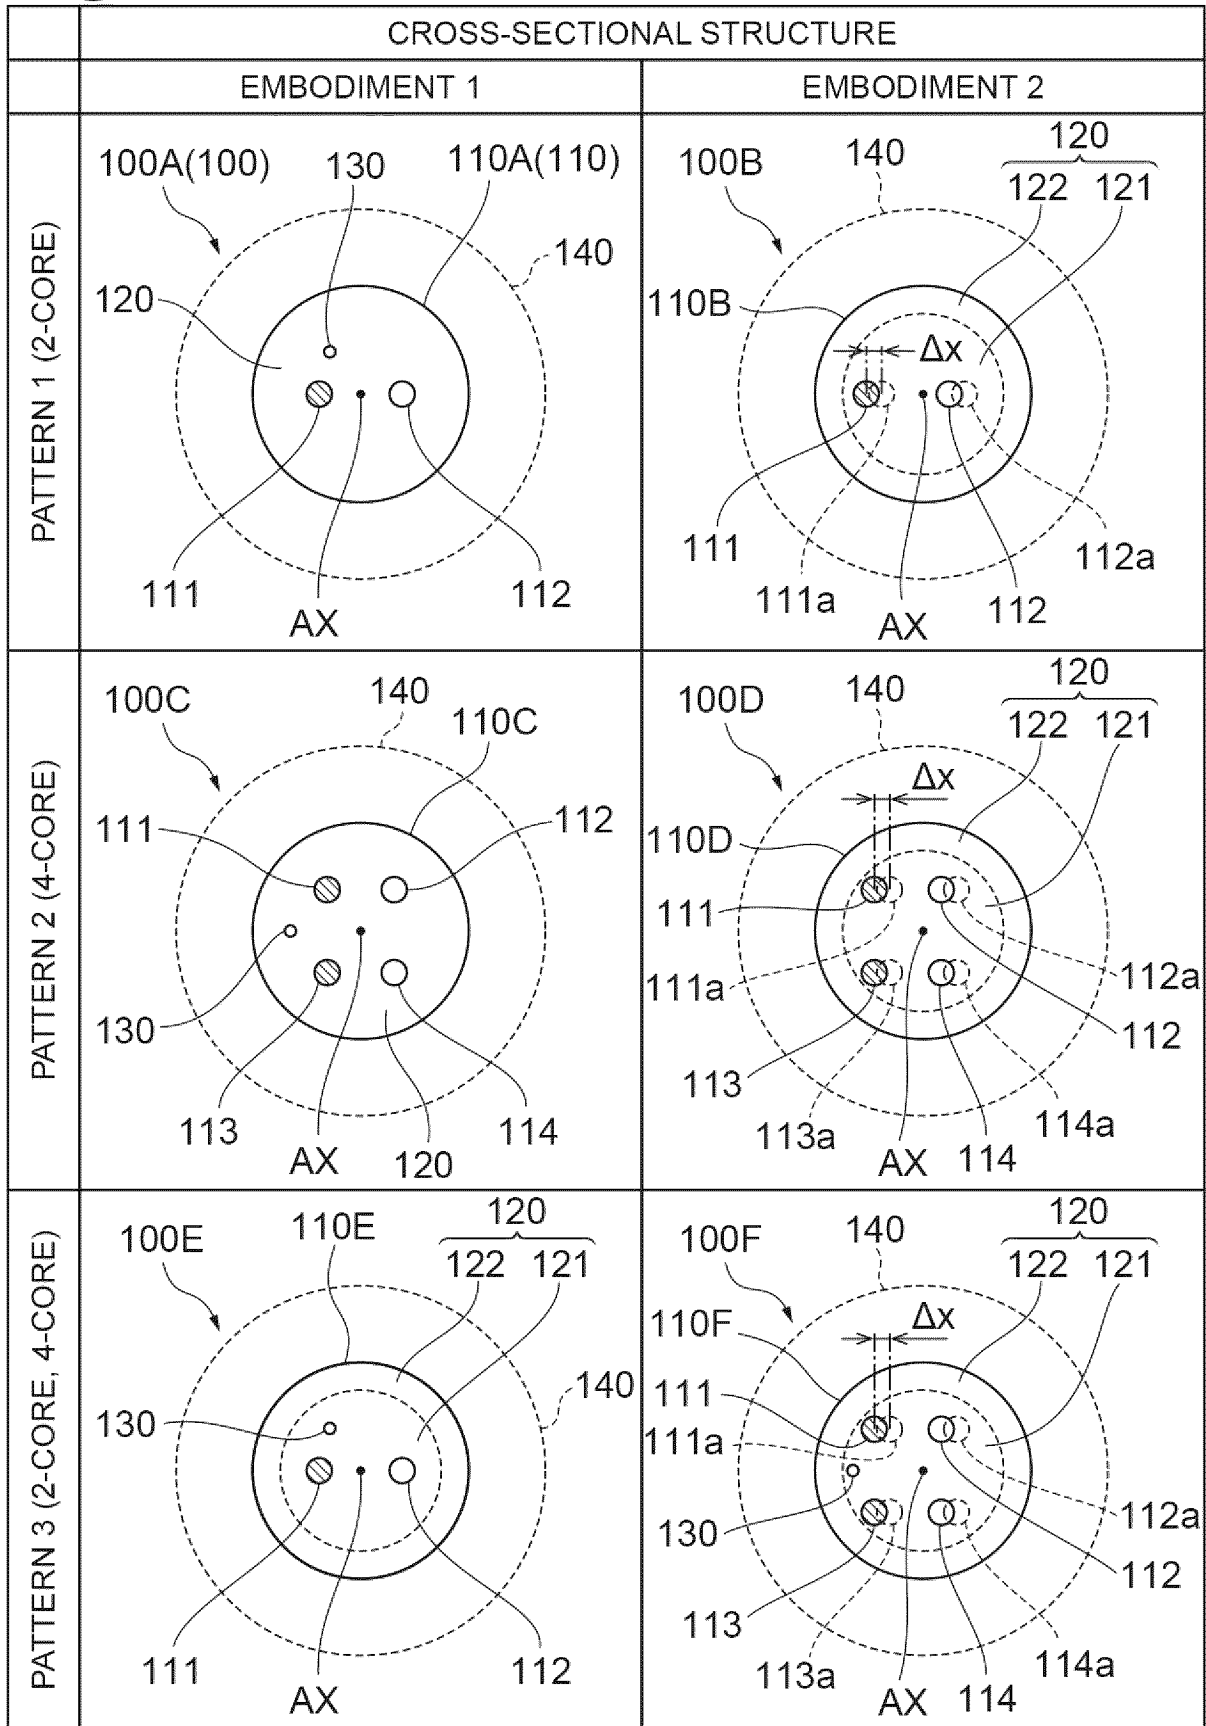 CROSS-SECTIONAL STRUCTURE
EMBODIMENT 1
EMBODIMENT 2
PATTERN 1 (2-CORE)
100A(100)
130
110A(110)
140
120
111
AX
112
100B
140
120
122
121
110B
Δx
111
111a
AX
112
112a
PATTERN 2 (4-CORE)
100C
140
110C
111
112
130
113
AX
120
114
100D
140
120
122
121
Δx
110D
111
111a
112a
112
113
113a
AX
114
114a
PATTERN 3 (2-CORE, 4-CORE)
100E
110E
120
122
121
140
130
111
AX
112
100F
140
120
122
121
110F
Δx
111
111a
130
112a
112
113
113a
AX
114
114a